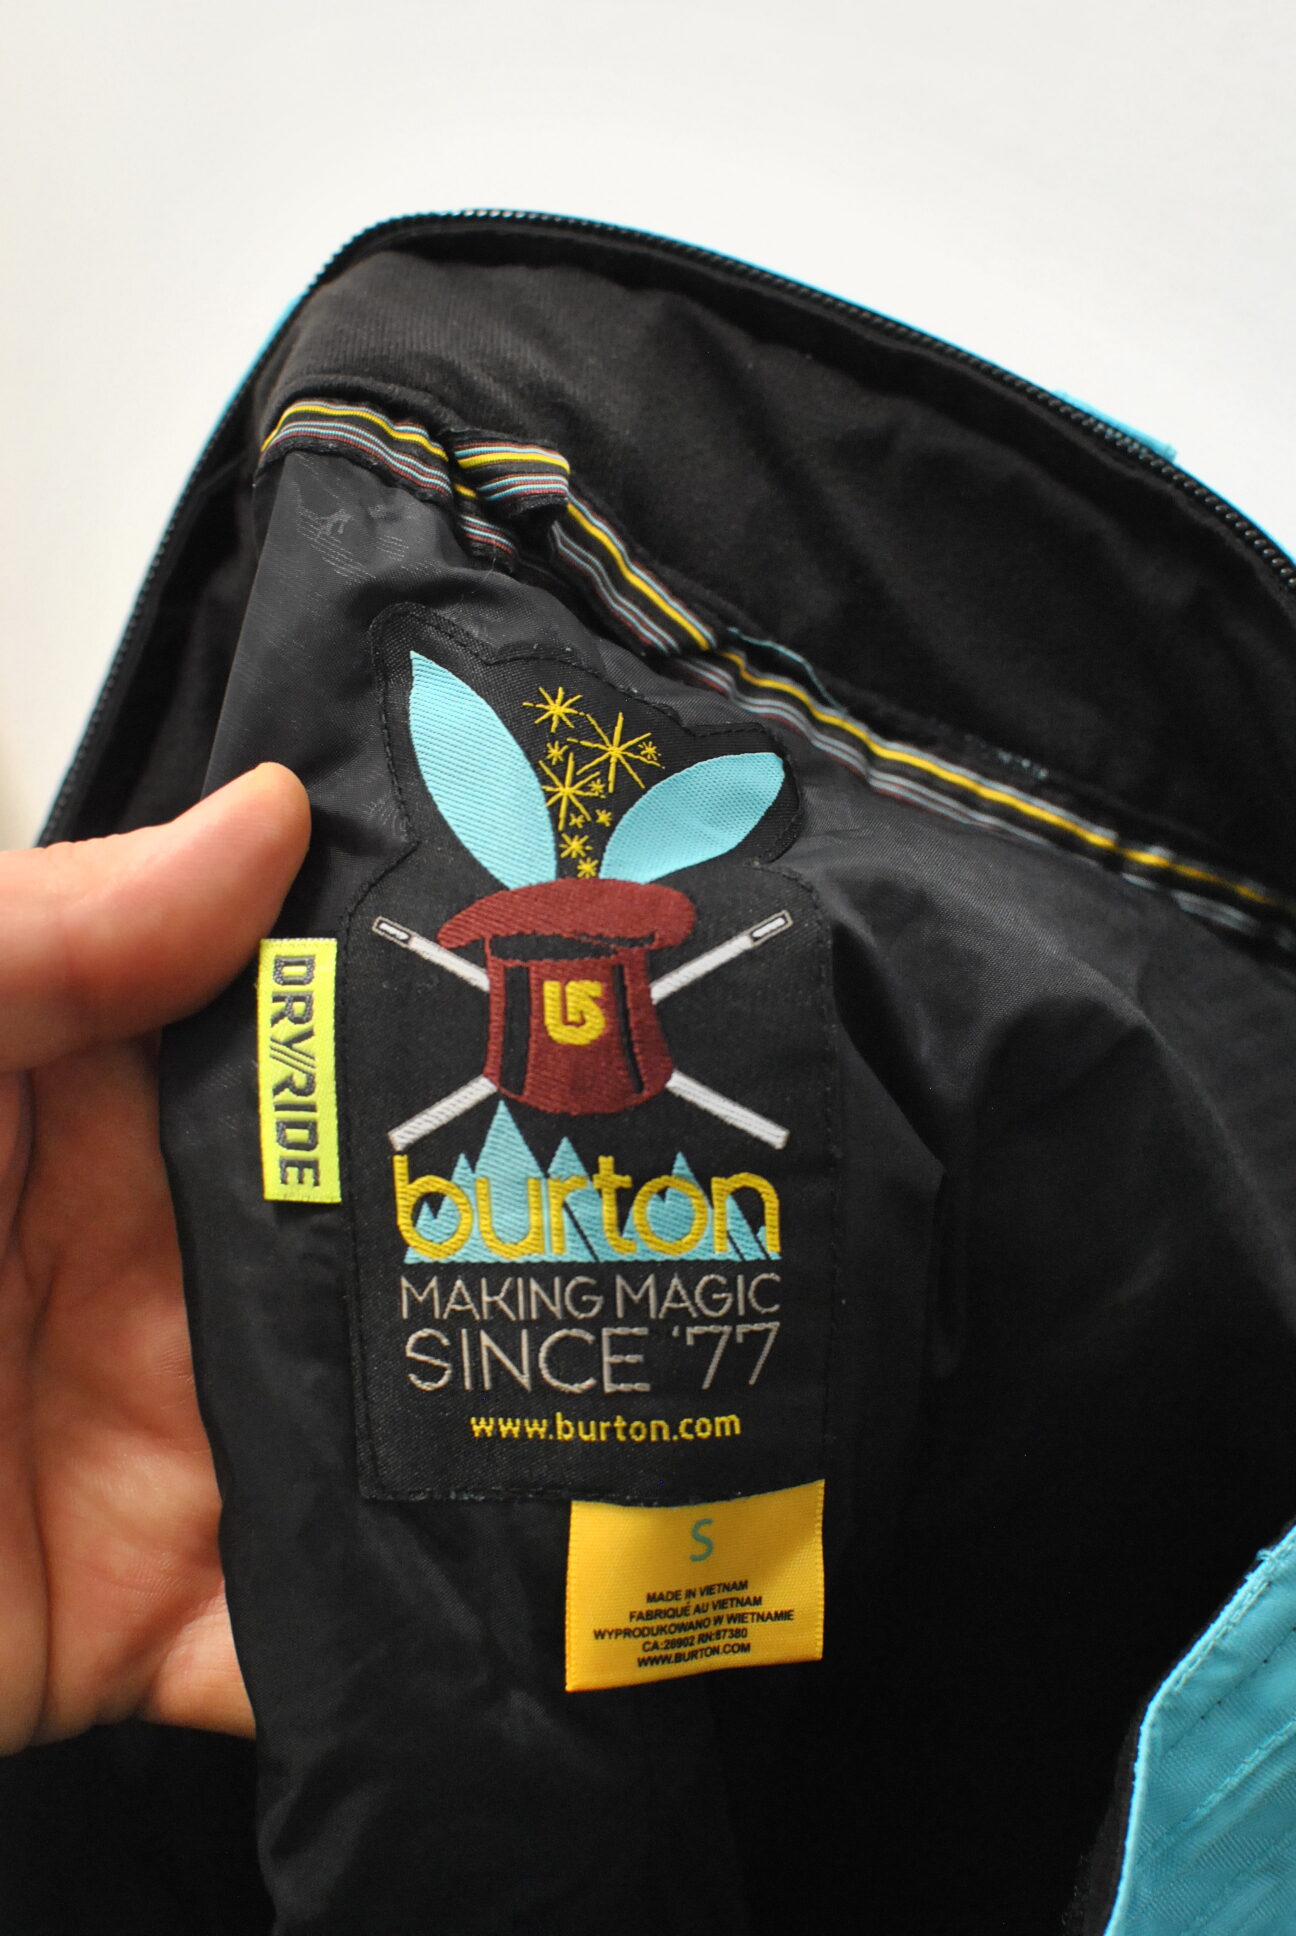 DRY//RIDE
burton
MAKING MAGIC
SINCE '77
www.burton.com
S
MADE IN VIETNAM
FABRIQUÉ AU VIETNAM
WYPRODUKOWANO W WIETNAMIE
CA:26902 RN:87380
WWW.BURTON.COM